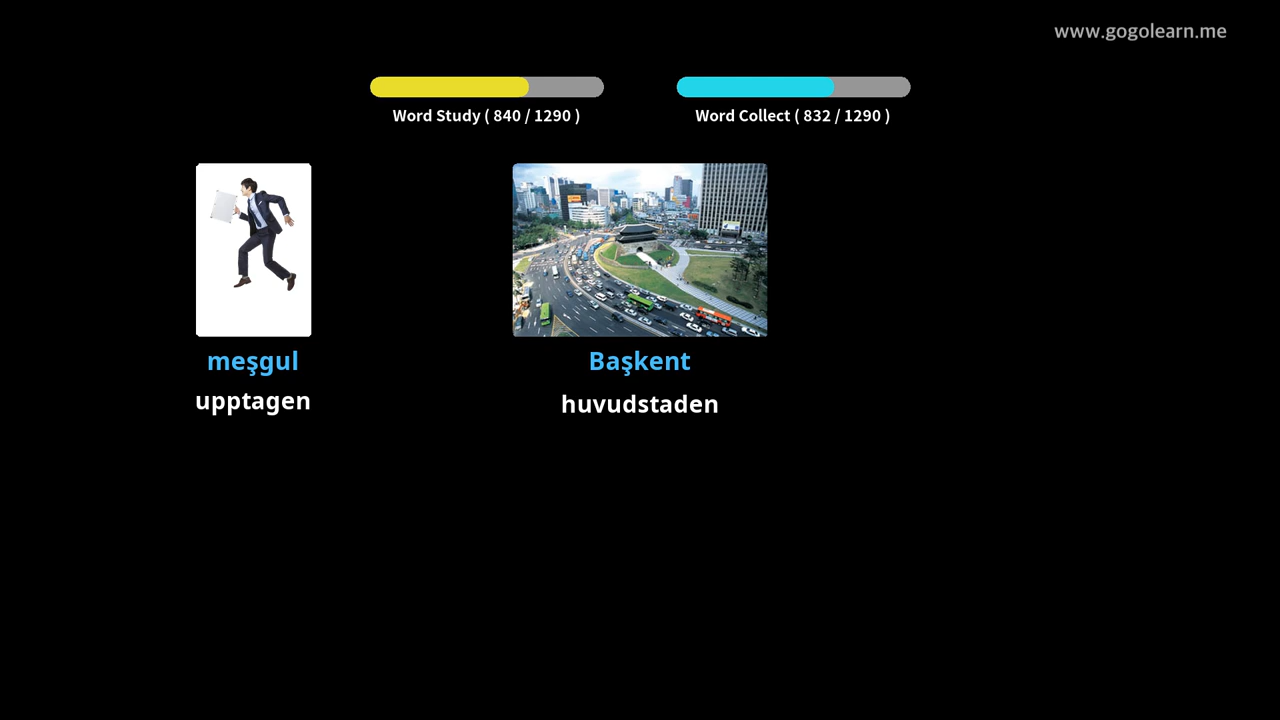 www.gogolearn.me
Word Study ( 840 / 1290 )
Word Collect ( 832 / 1290 )
meşgul
upptagen
Başkent
huvudstaden